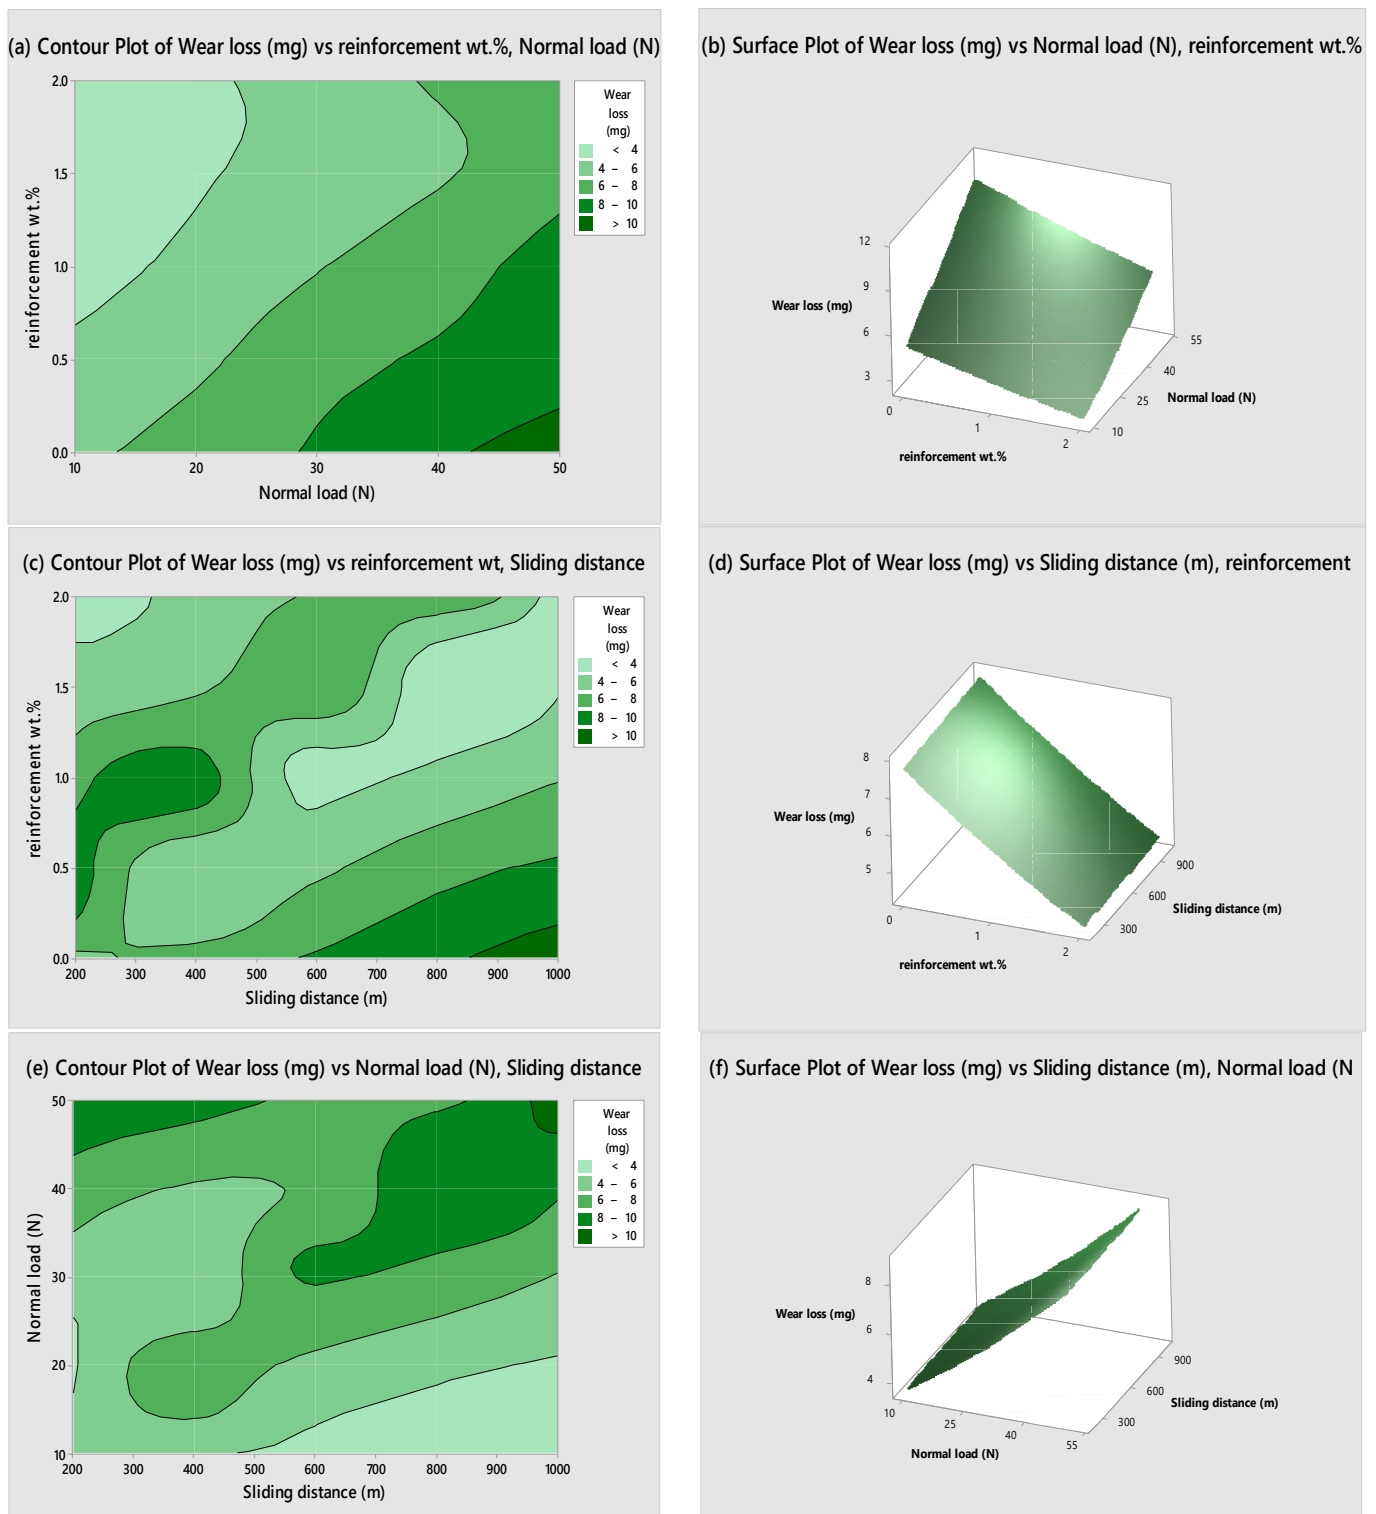 (a) Contour Plot of Wear loss (mg) vs reinforcement wt.%, Normal load (N)
2.0
1.5
1.0
0.5
0.0
reinforcement wt.%
10 20 30 40 50
Normal load (N)
Wear
loss
(mg)
< 4
4 – 6
6 – 8
8 – 10
> 10
(b) Surface Plot of Wear loss (mg) vs Normal load (N), reinforcement wt.%
12
9
6
3
Wear loss (mg)
0
1
2
reinforcement wt.%
55
40
25
10
Normal load (N)
(c) Contour Plot of Wear loss (mg) vs reinforcement wt, Sliding distance
2.0
1.5
1.0
0.5
0.0
reinforcement wt.%
200 300 400 500 600 700 800 900 1000
Sliding distance (m)
Wear
loss
(mg)
< 4
4 – 6
6 – 8
8 – 10
> 10
(d) Surface Plot of Wear loss (mg) vs Sliding distance (m), reinforcement
8
7
6
5
Wear loss (mg)
0
1
2
reinforcement wt.%
900
600
300
Sliding distance (m)
(e) Contour Plot of Wear loss (mg) vs Normal load (N), Sliding distance
50
40
30
20
10
Normal load (N)
200 300 400 500 600 700 800 900 1000
Sliding distance (m)
Wear
loss
(mg)
< 4
4 – 6
6 – 8
8 – 10
> 10
(f) Surface Plot of Wear loss (mg) vs Sliding distance (m), Normal load (N
8
6
4
Wear loss (mg)
10
25
40
55
Normal load (N)
900
600
300
Sliding distance (m)